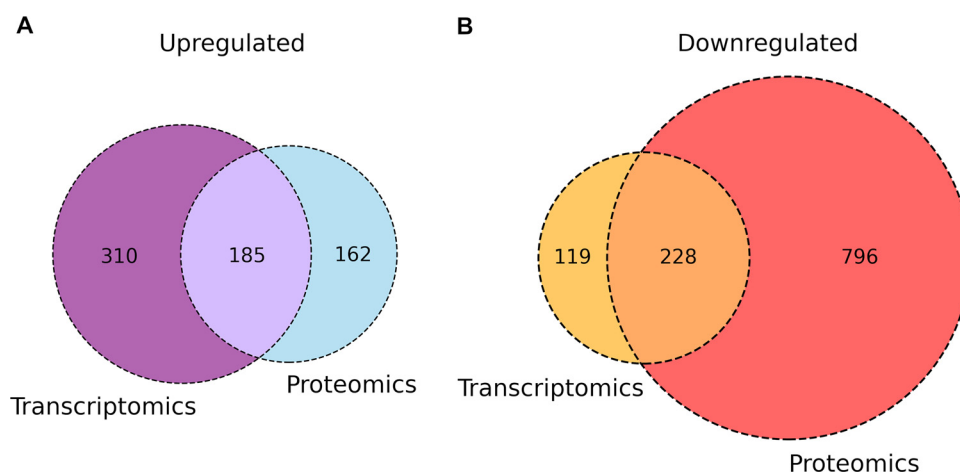 A
Upregulated
310
185
162
Transcriptomics
Proteomics
B
Downregulated
119
228
796
Transcriptomics
Proteomics